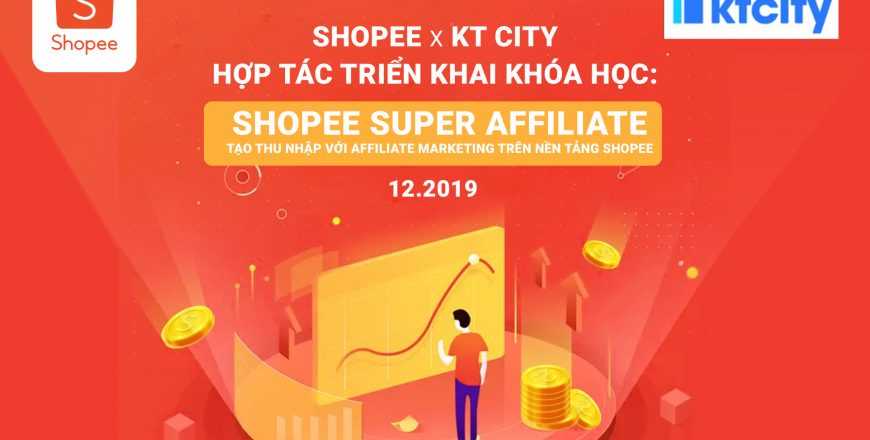 Shopee
ktcity
SHOPEE x KT CITY
HỢP TÁC TRIỂN KHAI KHÓA HỌC:
SHOPEE SUPER AFFILIATE
TẠO THU NHẬP VỚI AFFILIATE MARKETING TRÊN NỀN TẢNG SHOPEE
12.2019